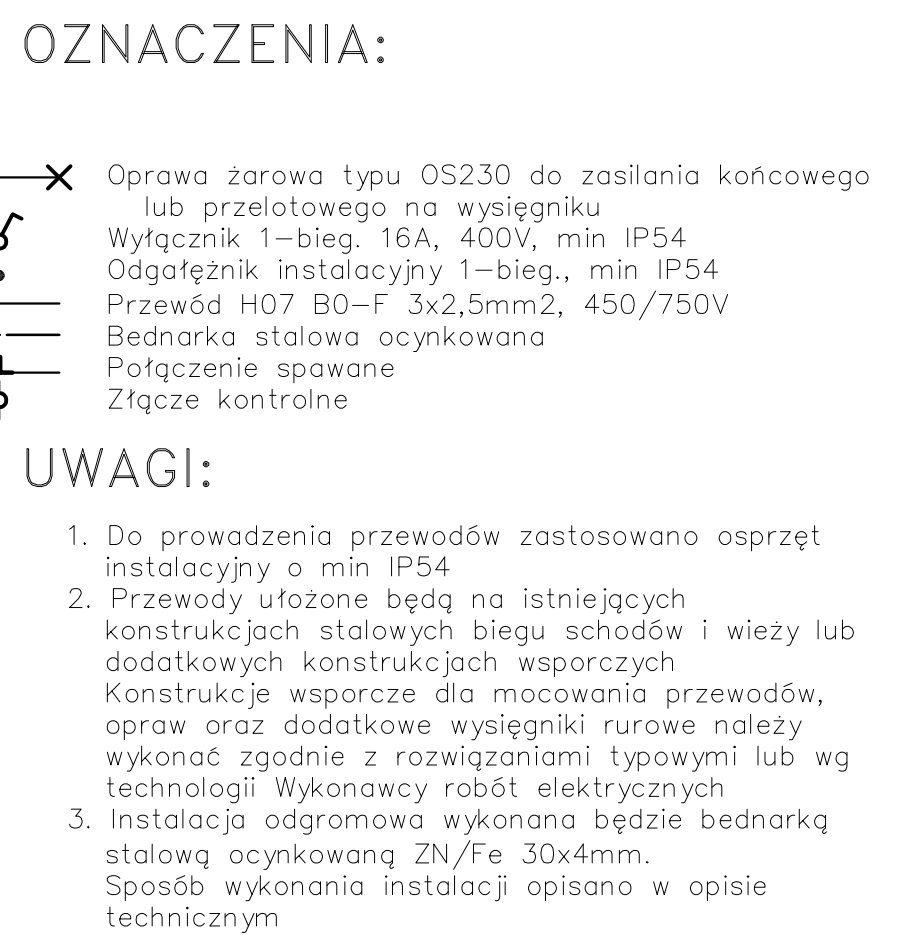 OZNACZENIA:
Oprawa żarowa typu OS230 do zasilania końcowego
lub przelotowego na wysięgniku
Wyłącznik 1-bieg. 16A, 400V, min IP54
Odgałężnik instalacyjny 1-bieg., min IP54
Przewód H07 B0-F 3x2,5mm2, 450/750V
Bednarka stalowa ocynkowana
Połączenie spawane
Złącze kontrolne
UWAGI:
1. Do prowadzenia przewodów zastosowano osprzęt
instalacyjny o min IP54
2. Przewody ułożone będą na istniejących
konstrukcjach stalowych biegu schodów i wieży lub
dodatkowych konstrukcjach wsporczych
Konstrukcje wsporcze dla mocowania przewodów,
opraw oraz dodatkowe wysięgniki rurowe należy
wykonać zgodnie z rozwiązaniami typowymi lub wg
technologii Wykonawcy robót elektrycznych
3. Instalacja odgromowa wykonana będzie bednarką
stalową ocynkowaną ZN/Fe 30x4mm.
Sposób wykonania instalacji opisano w opisie
technicznym